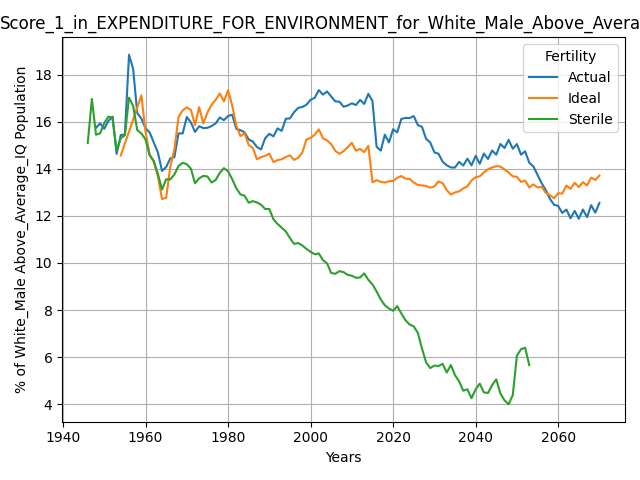 Score_1_in_EXPENDITURE_FOR_ENVIRONMENT_for_White_Male_Above_Avera
% of White_Male Above_Average_IQ Population
18
16
14
12
10
8
6
4
Fertility
Actual
Ideal
Sterile
1940 1960 1980 2000 2020 2040 2060
Years